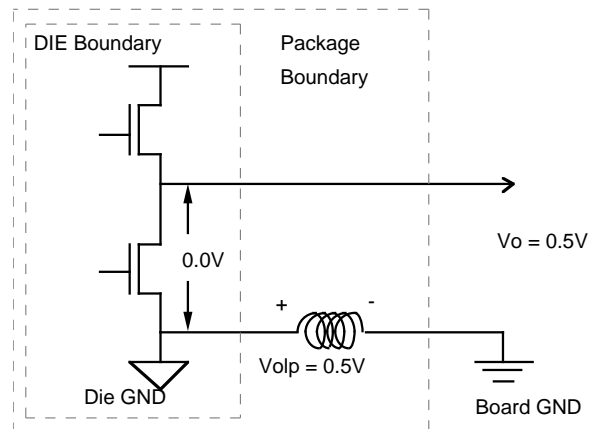 DIE Boundary
Package
Boundary
Vo = 0.5V
0.0V
+ -
Volp = 0.5V
Die GND
Board GND